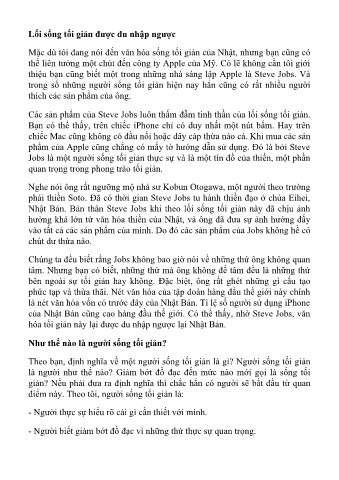 Lối sống tối giản được du nhập ngược
Mặc dù tôi đang nói đến văn hóa sống tối giản của Nhật, nhưng bạn cũng có
thể liên tưởng một chút đến công ty Apple của Mỹ. Có lẽ không cần tôi giới
thiệu bạn cũng biết một trong những nhà sáng lập Apple là Steve Jobs. Và
trong số những người sống tối giản hiện nay hẳn cũng có rất nhiều người
thích các sản phẩm của ông.
Các sản phẩm của Steve Jobs luôn thấm đẫm tinh thần của lối sống tối giản.
Bạn có thể thấy, trên chiếc iPhone chỉ có duy nhất một nút bấm. Hay trên
chiếc Mac cũng không có đầu nối hoặc dây cáp thừa nào cả. Khi mua các sản
phẩm của Apple cũng chẳng có mấy tờ hướng dẫn sử dụng. Đó là bởi Steve
Jobs là một người sống tối giản thực sự và là một tín đồ của thiền, một phần
quan trọng trong phong trào tối giản.
Nghe nói ông rất ngưỡng mộ nhà sư Kobun Otogawa, một người theo trường
phái thiền Soto. Đã có thời gian Steve Jobs tu hành thiền đạo ở chùa Eihei,
Nhật Bản. Bản thân Steve Jobs khi theo lối sống tối giản này đã chịu ảnh
hưởng khá lớn từ văn hóa thiền của Nhật, và ông đã đưa sự ảnh hưởng đấy
vào tất cả các sản phẩm của mình. Do đó các sản phẩm của Jobs không hề có
chút dư thừa nào.
Chúng ta đều biết rằng Jobs không bao giờ nói về những thứ ông không quan
tâm. Nhưng bạn có biết, những thứ mà ông không để tâm đều là những thứ
bên ngoài sự tối giản hay không. Đặc biệt, ông rất ghét những gì cấu tạo
phức tạp và thừa thãi. Nét văn hóa của tập đoàn hàng đầu thế giới này chính
là nét văn hóa vốn có trước đây của Nhật Bản. Tỉ lệ số người sử dụng iPhone
của Nhật Bản cũng cao hàng đầu thế giới. Có thể thấy, nhờ Steve Jobs, văn
hóa tối giản này lại được du nhập ngược lại Nhật Bản.
Như thế nào là người sống tối giản?
Theo bạn, định nghĩa về một người sống tối giản là gì? Người sống tối giản
là người như thế nào? Giảm bớt đồ đạc đến mức nào mới gọi là sống tối
giản? Nếu phải đưa ra định nghĩa thì chắc hẳn có người sẽ bắt đầu từ quan
điểm này. Theo tôi, người sống tối giản là:
- Người thực sự hiểu rõ cái gì cần thiết với mình.
- Người biết giảm bớt đồ đạc vì những thứ thực sự quan trọng.